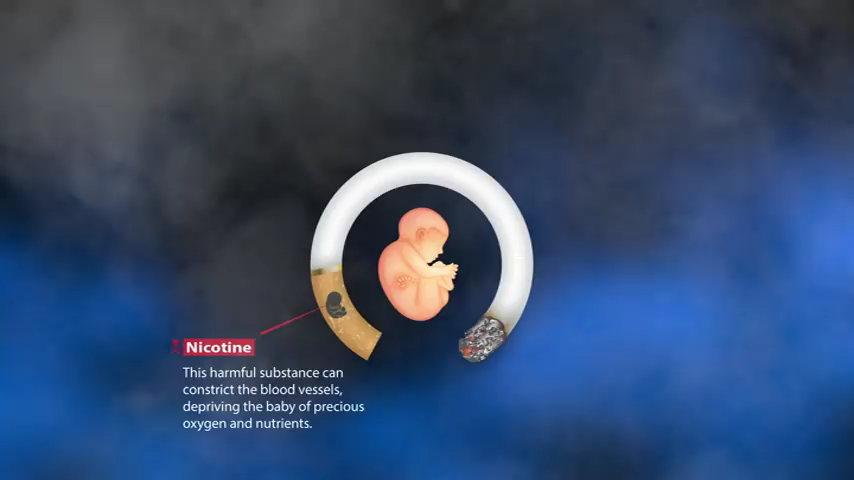 Nicotine
This harmful substance can
constrict the blood vessels,
depriving the baby of precious
oxygen and nutrients.